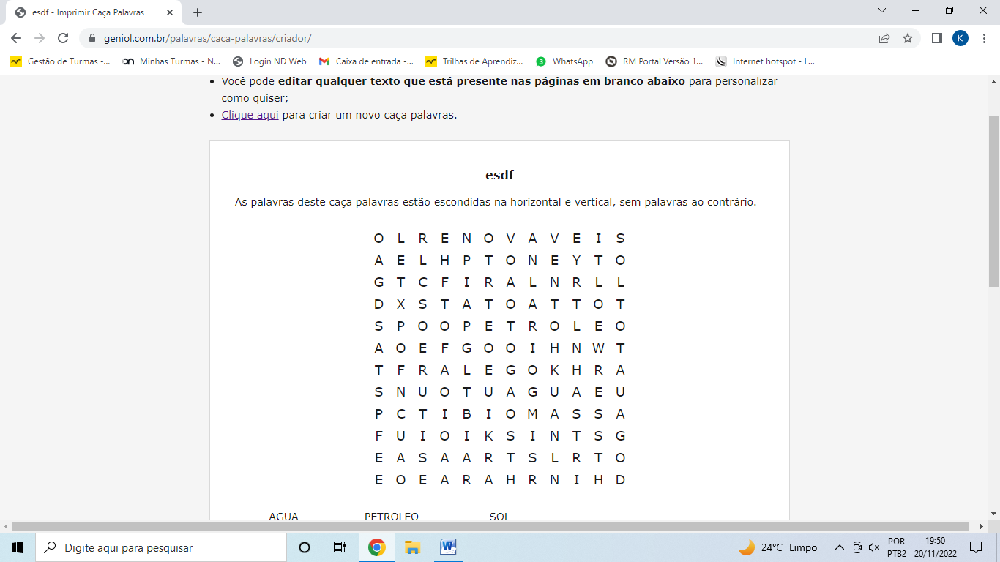 esdf - Imprimir Caça Palavras
geniol.com.br/palavras/caca-palavras/criador/
K
Gestão de Turmas -... Minhas Turmas - N... Login ND Web Caixa de entrada -... Trilhas de Aprendiz... 3 WhatsApp RM Portal Versão 1... Internet hotspot - L...
• Você pode editar qualquer texto que está presente nas páginas em branco abaixo para personalizar
como quiser;
• Clique aqui para criar um novo caça palavras.
esdf
As palavras deste caça palavras estão escondidas na horizontal e vertical, sem palavras ao contrário.
O L R E N O V A V E I S
A E L H P T O N E Y T O
G T C F I R A L N R L L
D X S T A T O A T T O T
S P O O P E T R O L E O
A O E F G O O I H N W T
T F R A L E G O K H R A
S N U O T U A G U A E U
P C T I B I O M A S S A
F U I O I K S I N T S G
E A S A A R T S L R T O
E O E A R A H R N I H D
AGUA PETROLEO SOL
Digite aqui para pesquisar
24°C Limpo
POR
PTB2
19:50
20/11/2022